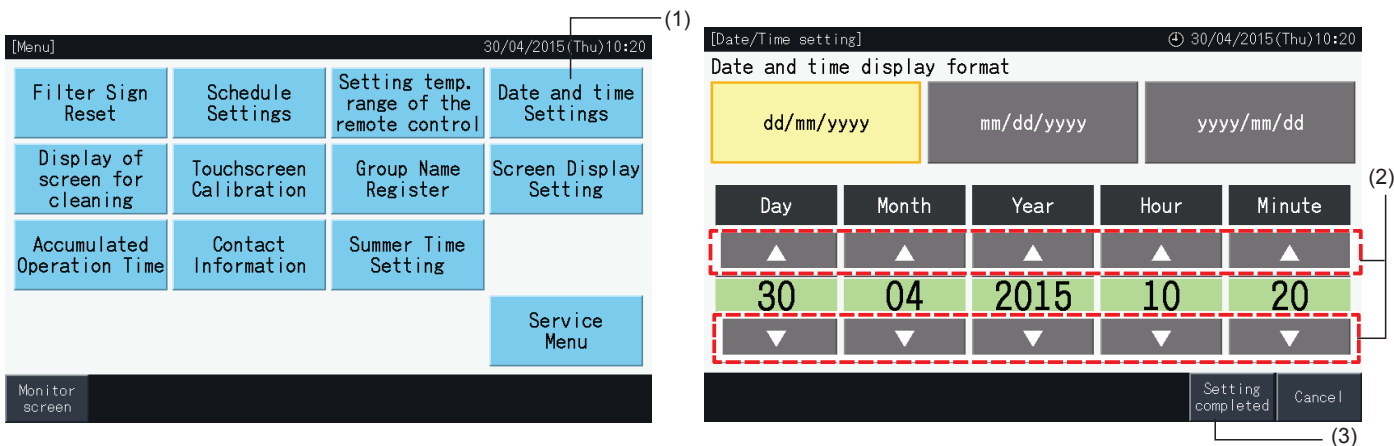 (1)
[Menu] 30/04/2015(Thu)10:20
Filter Sign
Reset
Schedule
Settings
Setting temp.
range of the
remote control
Date and time
Settings
Display of
screen for
cleaning
Touchscreen
Calibration
Group Name
Register
Screen Display
Setting
Accumulated
Operation Time
Contact
Information
Summer Time
Setting
Service
Menu
Monitor
screen
[Date/Time setting] 30/04/2015(Thu)10:20
Date and time display format
dd/mm/yyyy mm/dd/yyyy yyyy/mm/dd
(2)
Day Month Year Hour Minute
30 04 2015 10 20
Setting
completed
Cancel
(3)